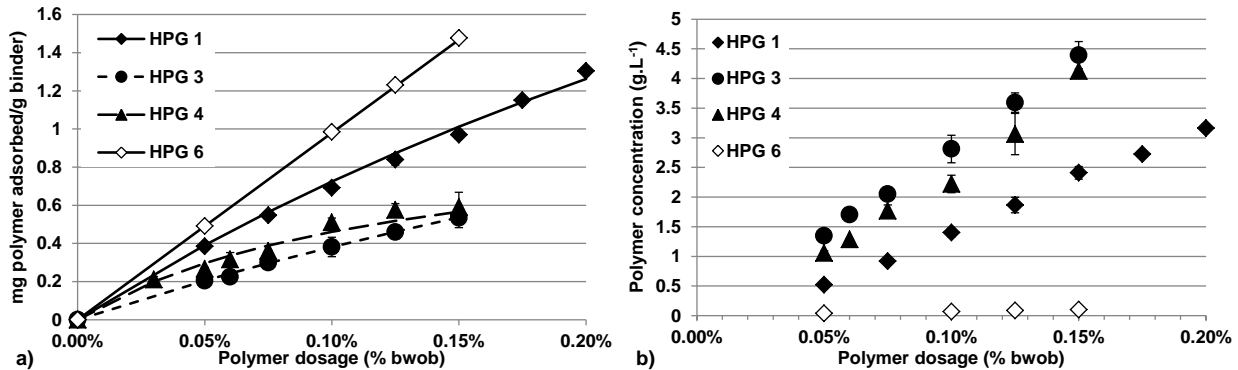 mg polymer adsorbed/g binder
1.6
1.4
1.2
1
0.8
0.6
0.4
0.2
0
HPG 1
HPG 3
HPG 4
HPG 6
0.00%
0.05%
0.10%
0.15%
0.20%
Polymer dosage (% bwob)
a)
Polymer concentration (g.L-1)
5
4.5
4
3.5
3
2.5
2
1.5
1
0.5
0
HPG 1
HPG 3
HPG 4
HPG 6
0.00%
0.05%
0.10%
0.15%
0.20%
Polymer dosage (% bwob)
b)